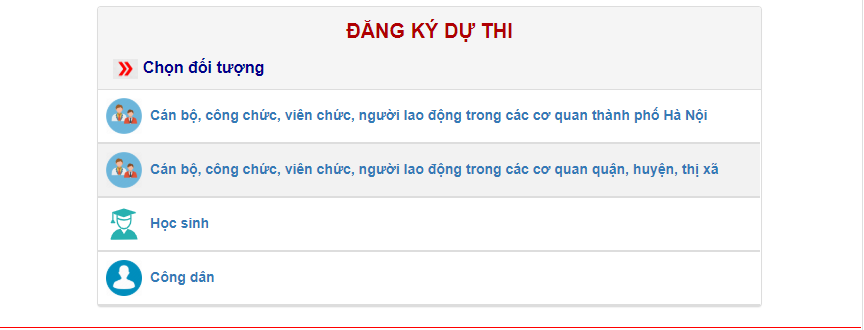 ĐĂNG KÝ DỰ THI
Chọn đối tượng
Cán bộ, công chức, viên chức, người lao động trong các cơ quan thành phố Hà Nội
Cán bộ, công chức, viên chức, người lao động trong các cơ quan quận, huyện, thị xã
Học sinh
Công dân